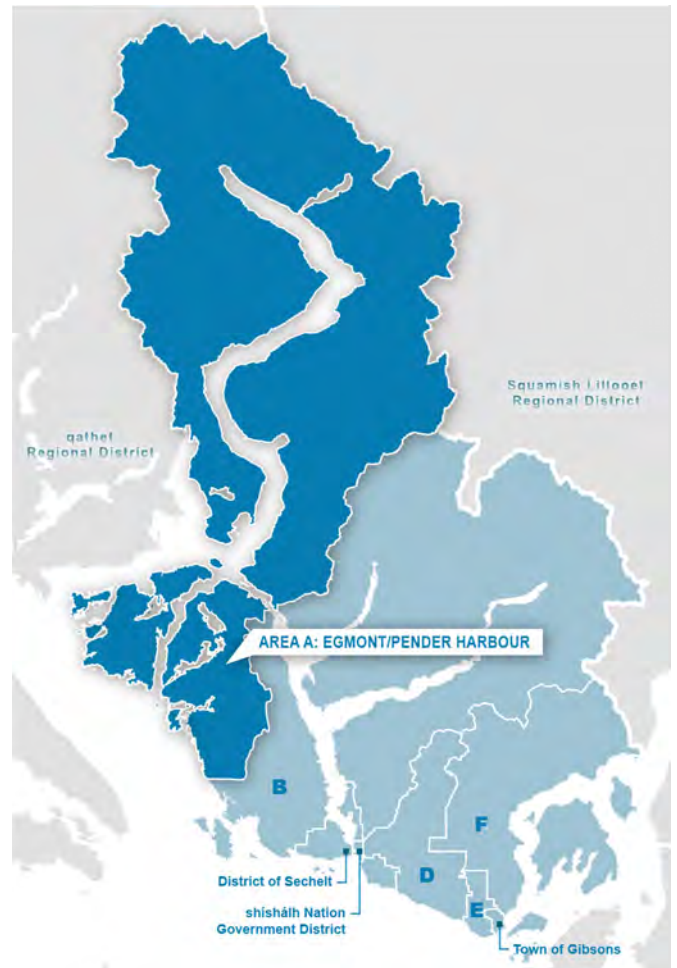 Squamish Lillooet
Regional District
qathet
Regional District
AREA A: EGMONT/PENDER HARBOUR
B
F
D
E
District of Sechelt
shíshálh Nation
Government District
Town of Gibsons